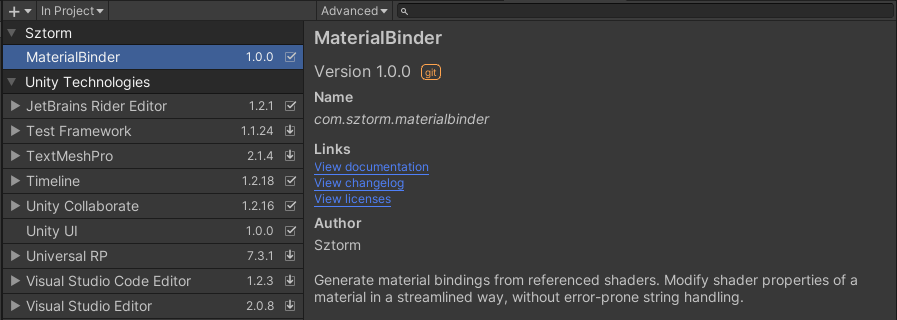 + In Project Advanced
Sztorm
MaterialBinder 1.0.0
Unity Technologies
JetBrains Rider Editor 1.2.1
Test Framework 1.1.24
TextMeshPro 2.1.4
Timeline 1.2.18
Unity Collaborate 1.2.16
Unity UI 1.0.0
Universal RP 7.3.1
Visual Studio Code Editor 1.2.3
Visual Studio Editor 2.0.8
MaterialBinder
Version 1.0.0 git
Name
com.sztorm.materialbinder
Links
View documentation
View changelog
View licenses
Author
Sztorm
Generate material bindings from referenced shaders. Modify shader properties of a
material in a streamlined way, without error-prone string handling.